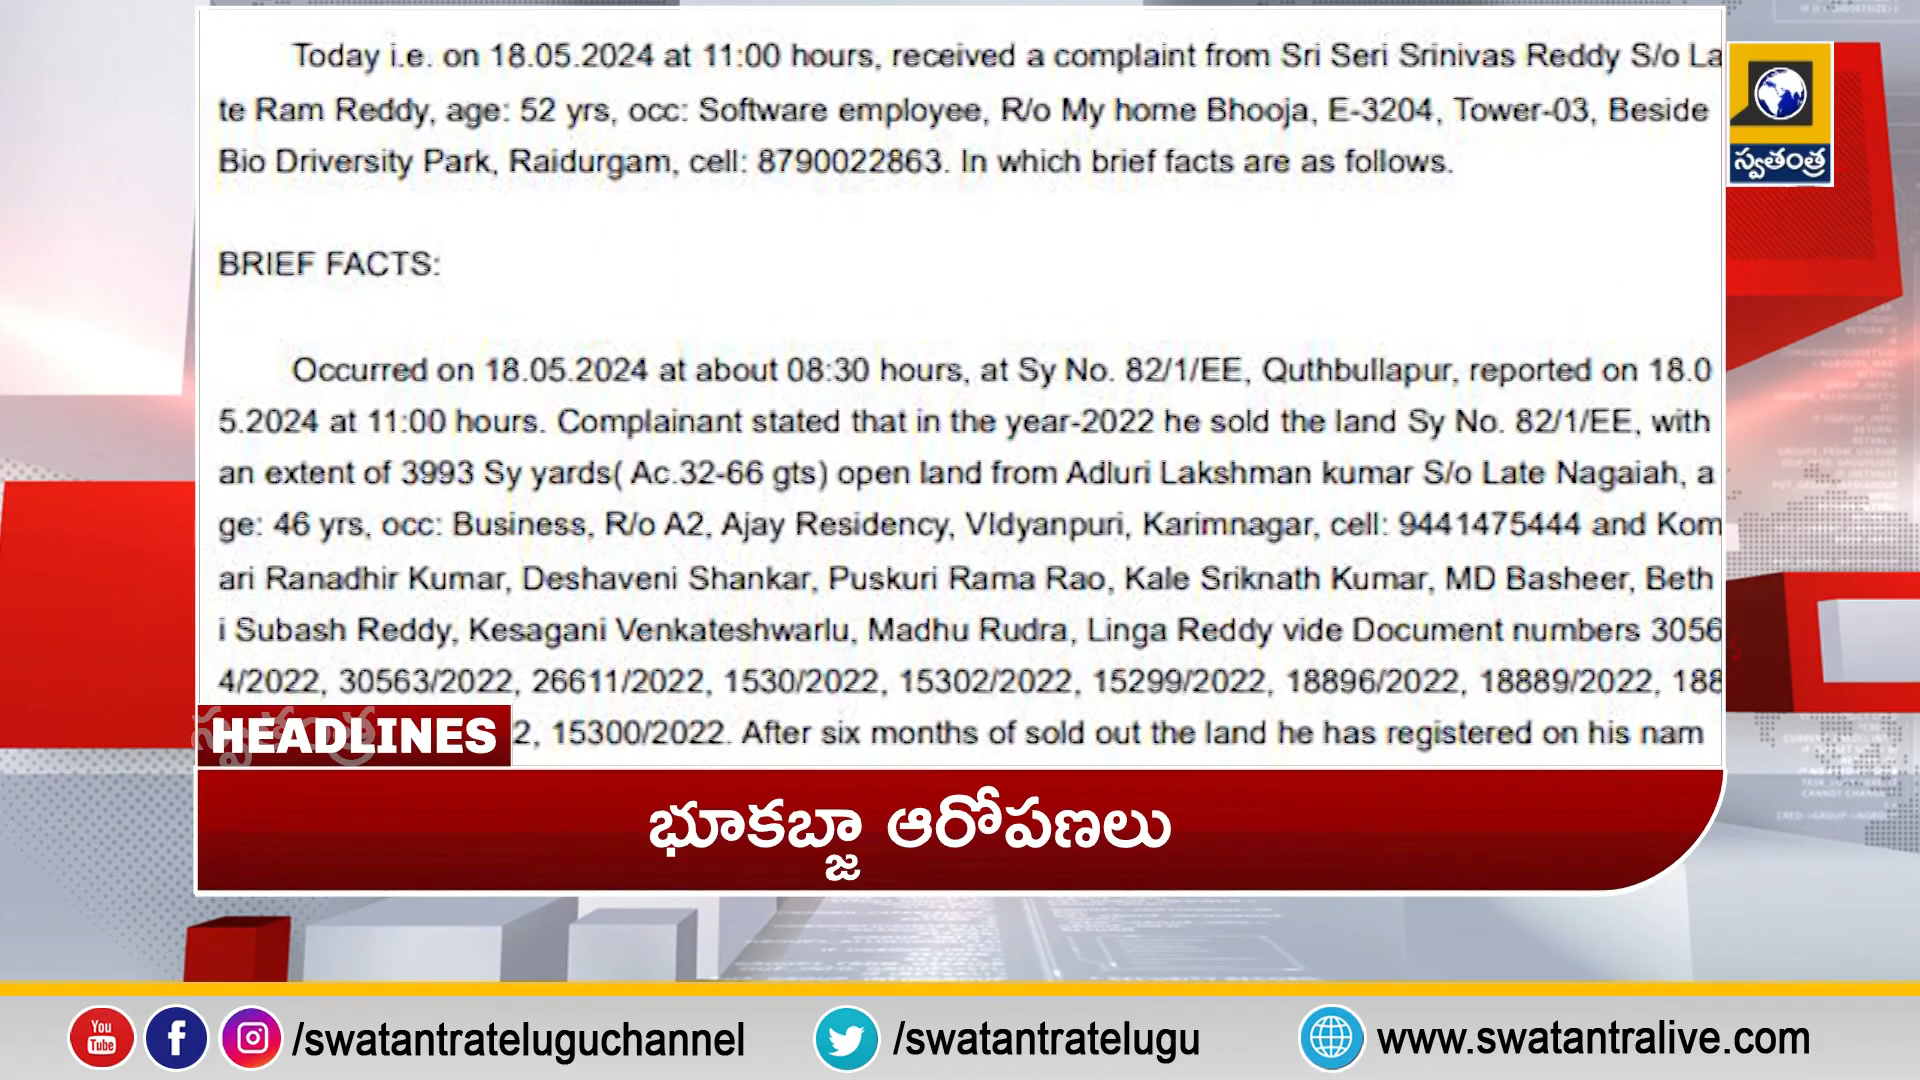 Today i.e. on 18.05.2024 at 11:00 hours, received a complaint from Sri Seri Srinivas Reddy S/o La
te Ram Reddy, age: 52 yrs, occ: Software employee, R/o My home Bhooja, E-3204, Tower-03, Beside
Bio Driversity Park, Raidurgam, cell: 8790022863. In which brief facts are as follows.
స్వతంత్ర
BRIEF FACTS:
Occurred on 18.05.2024 at about 08:30 hours, at Sy No. 82/1/EE, Quthbullapur, reported on 18.0
5.2024 at 11:00 hours. Complainant stated that in the year-2022 he sold the land Sy No. 82/1/EE, with
an extent of 3993 Sy yards( Ac.32-66 gts) open land from Adluri Lakshman kumar S/o Late Nagaiah, a
ge: 46 yrs, occ: Business, R/o A2, Ajay Residency, VIdyanpuri, Karimnagar, cell: 9441475444 and Kom
ari Ranadhir Kumar, Deshaveni Shankar, Puskuri Rama Rao, Kale Sriknath Kumar, MD Basheer, Beth
i Subash Reddy, Kesagani Venkateshwarlu, Madhu Rudra, Linga Reddy vide Document numbers 3056
4/2022, 30563/2022, 26611/2022, 1530/2022, 15302/2022, 15299/2022, 18896/2022, 18889/2022, 188
2, 15300/2022. After six months of sold out the land he has registered on his nam
HEADLINES
భూకబ్జా ఆరోపణలు
You Tube /swatantrateluguchannel /swatantratelugu www.swatantralive.com